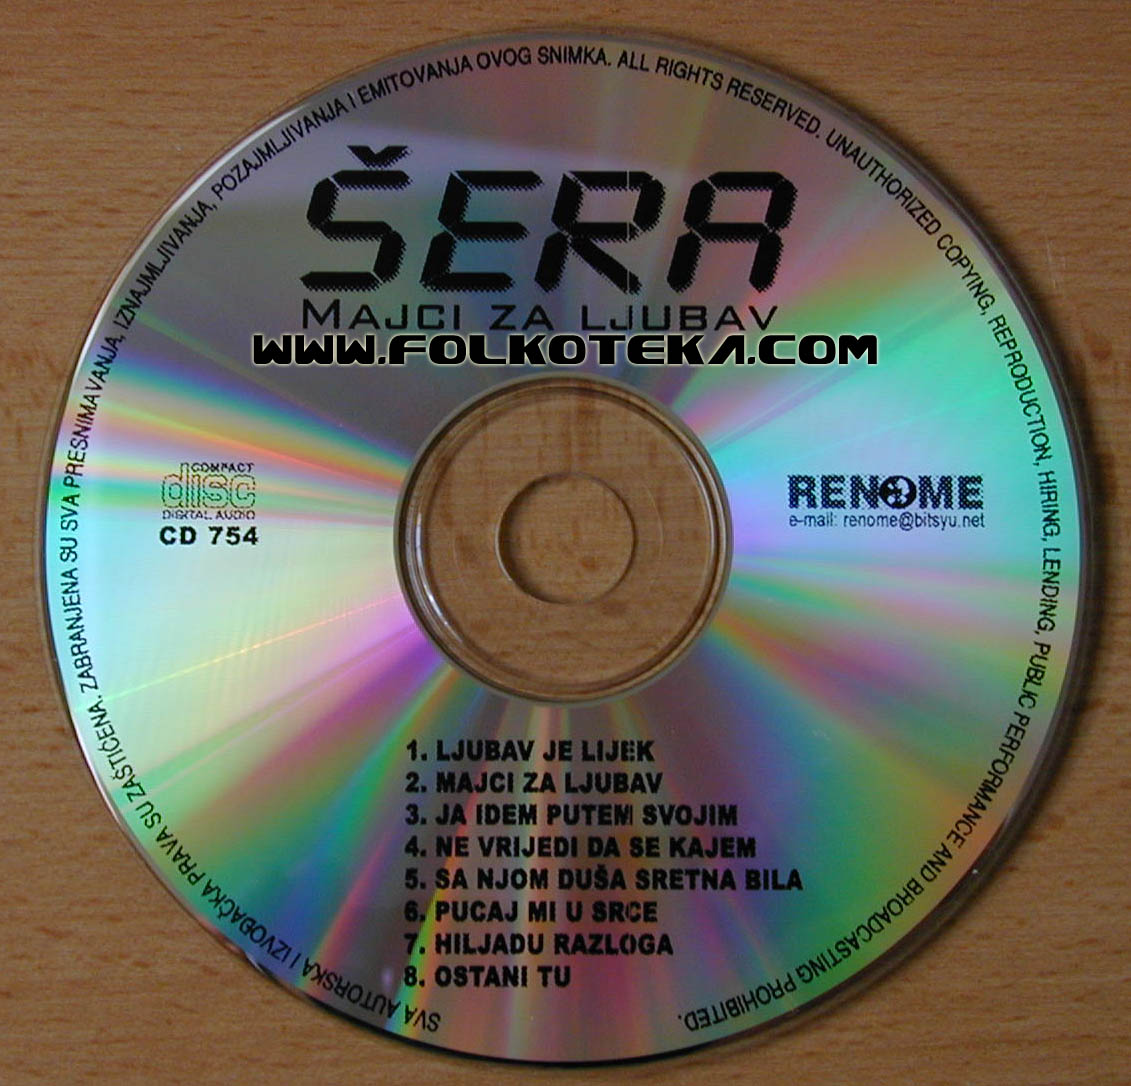 ŠERA
MAJCI ZA LJUBAV
WWW.FOLKOTEKA.COM
COMPACT
disc
DIGITAL AUDIO
CD 754
RENOME
e-mail: renome@bitsyu.net
1. LJUBAV JE LIJEK
2. MAJCI ZA LJUBAV
3. JA IDEM PUTEM SVOJIM
4. NE VRIJEDI DA SE KAJEM
5. SA NJOM DUŠA SRETNA BILA
6. PUCAJ MI U SRCE
7. HILJADU RAZLOGA
8. OSTANI TU
SVA AUTORSKA I IZVOĐAČKA PRAVA SU ZAŠTIĆENA. ZABRANJENA SU SVA PRESNIMAVANJA, IZNAJMLJIVANJA, POZAJMLJIVANJA I EMITOVANJA OVOG SNIMKA. ALL RIGHTS RESERVED. UNAUTHORIZED COPYING, REPRODUCTION, HIRING, LENDING, PUBLIC PERFORMANCE AND BROADCASTING PROHIBITED.